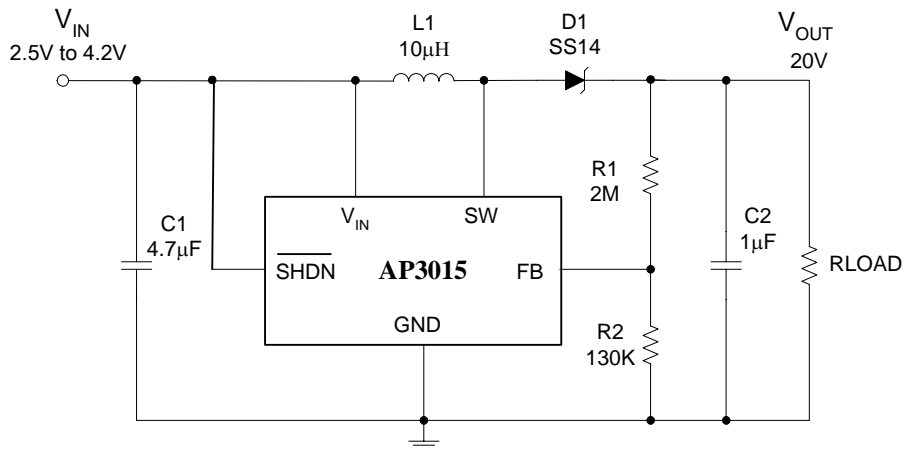 V_IN
2.5V to 4.2V
L1
10μH
D1
SS14
V_OUT
20V
R1
2M
C1
4.7μF
V_IN
SW
C2
1μF
SHDN
AP3015
FB
RLOAD
GND
R2
130K